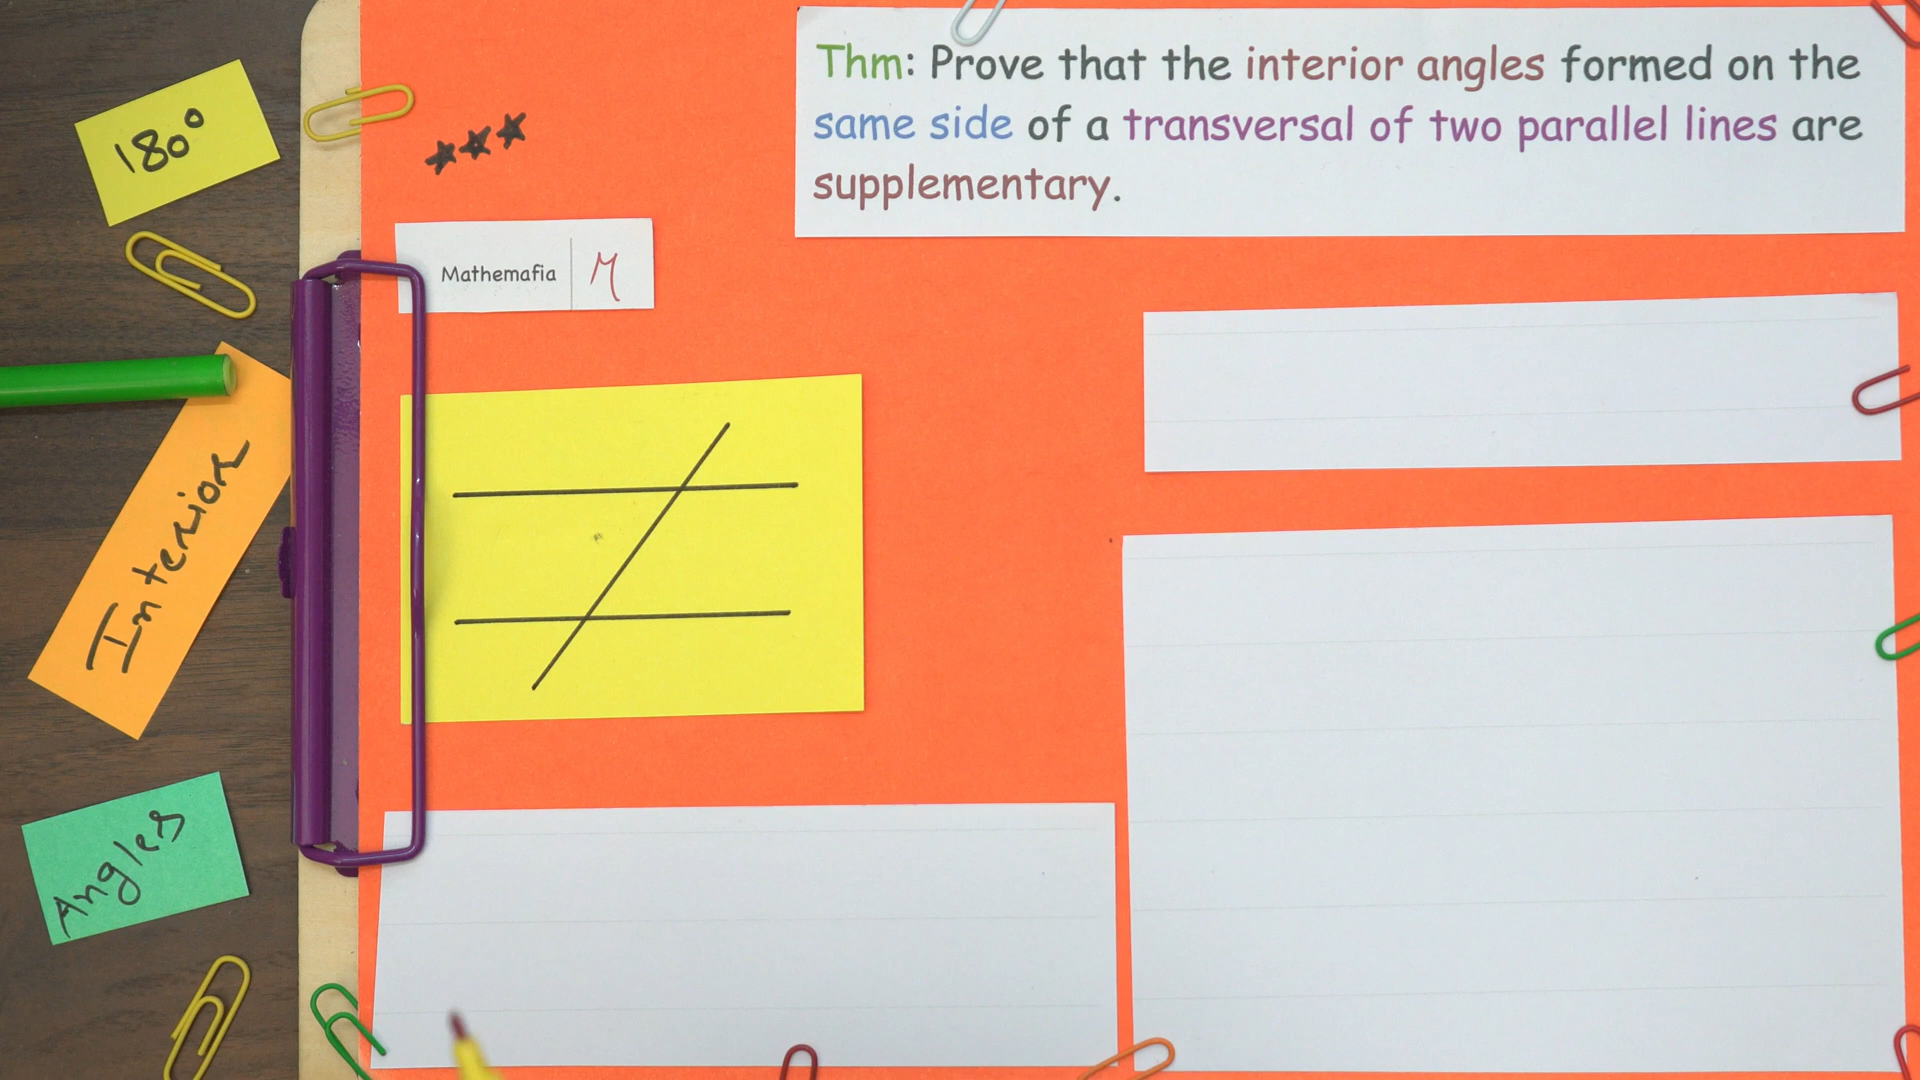 Thm: Prove that the interior angles formed on the
same side of a transversal of two parallel lines are
supplementary.
180°
Mathemafia
M
Interior
Angles